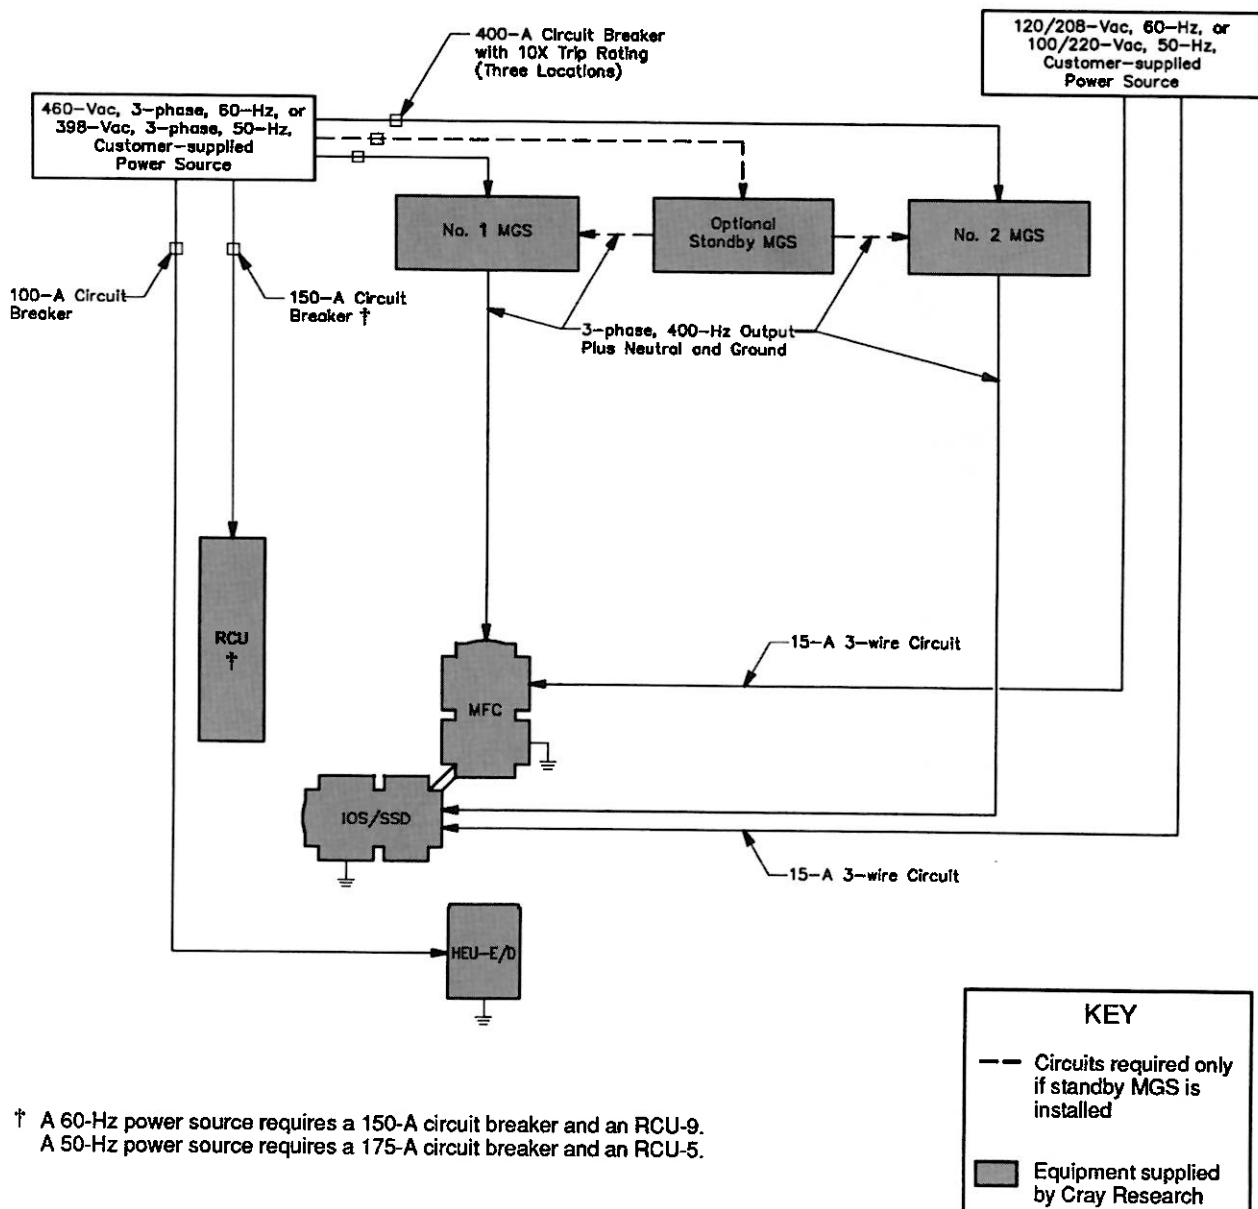 400-A Circuit Breaker
with 10X Trip Rating
(Three Locations)
120/208-Vac, 60-Hz, or
100/220-Vac, 50-Hz,
Customer-supplied
Power Source
460-Vac, 3-phase, 60-Hz, or
398-Vac, 3-phase, 50-Hz,
Customer-supplied
Power Source
No. 1 MGS
Optional
Standby MGS
No. 2 MGS
100-A Circuit
Breaker
150-A Circuit
Breaker †
3-phase, 400-Hz Output
Plus Neutral and Ground
RCU
†
15-A 3-wire Circuit
MFC
IOS/SSD
15-A 3-wire Circuit
HEU-E/D
KEY
Circuits required only
if standby MGS is
installed
Equipment supplied
by Cray Research
† A 60-Hz power source requires a 150-A circuit breaker and an RCU-9.
A 50-Hz power source requires a 175-A circuit breaker and an RCU-5.